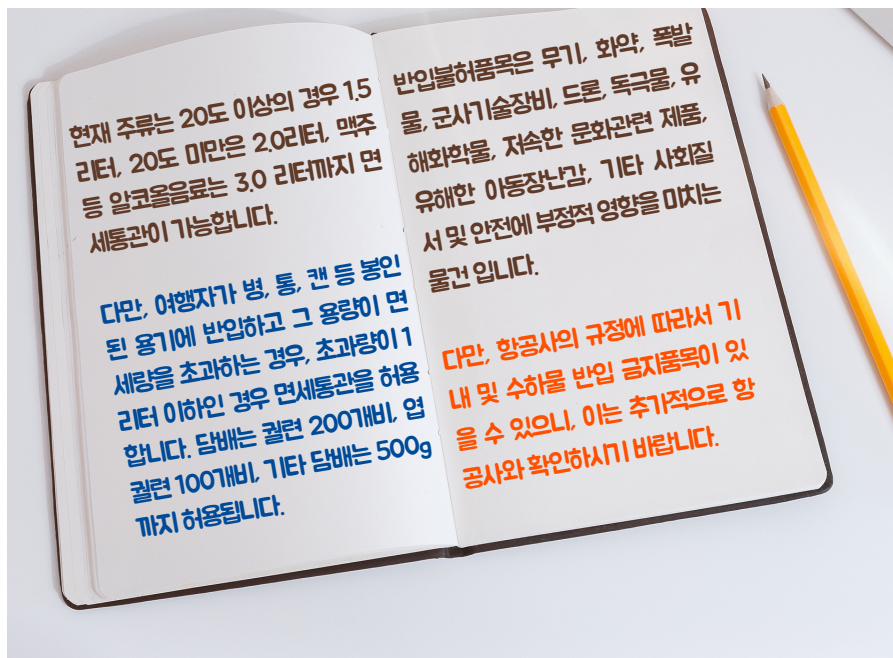 현재 주류는 20도 이상의 경우 1.5
리터, 20도 미만은 2.0리터, 맥주
등 알코올음료는 3.0 리터까지 면
세통관이 가능합니다.
다만, 여행자가 병, 통, 캔 등 봉인
된 용기에 반입하고 그 용량이 면
세량을 초과하는 경우, 초과량이 1
리터 이하인 경우 면세통관을 허용
합니다. 담배는 궐련 200개비, 엽
궐련 100개비, 기타 담배는 500g
까지 허용됩니다.
반입불허품목은 무기, 화약, 폭발
물, 군사기술장비, 드론, 독극물, 유
해화학물, 저속한 문화관련 제품,
유해한 아동장난감, 기타 사회질
서 및 안전에 부정적 영향을 미치는
물건 입니다.
다만, 항공사의 규정에 따라서 기
내 및 수하물 반입 금지품목이 있
을 수 있으니, 이는 추가적으로 항
공사와 확인하시기 바랍니다.